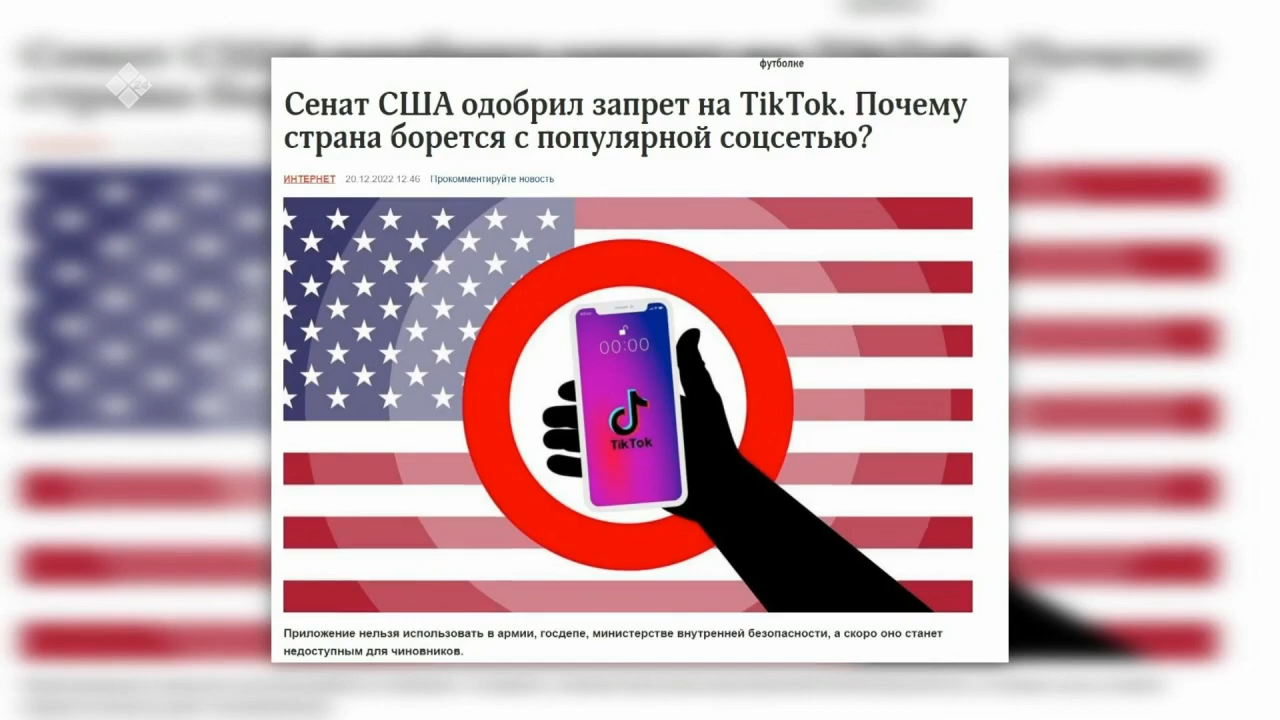 24
футболке
Сенат США одобрил запрет на TikTok. Почему
страна борется с популярной соцсетью?
ИНТЕРНЕТ 20.12.2022 12:46 Прокомментируйте новость
00:00
TikTok
Приложение нельзя использовать в армии, госдепе, министерстве внутренней безопасности, а скоро оно станет
недоступным для чиновников.